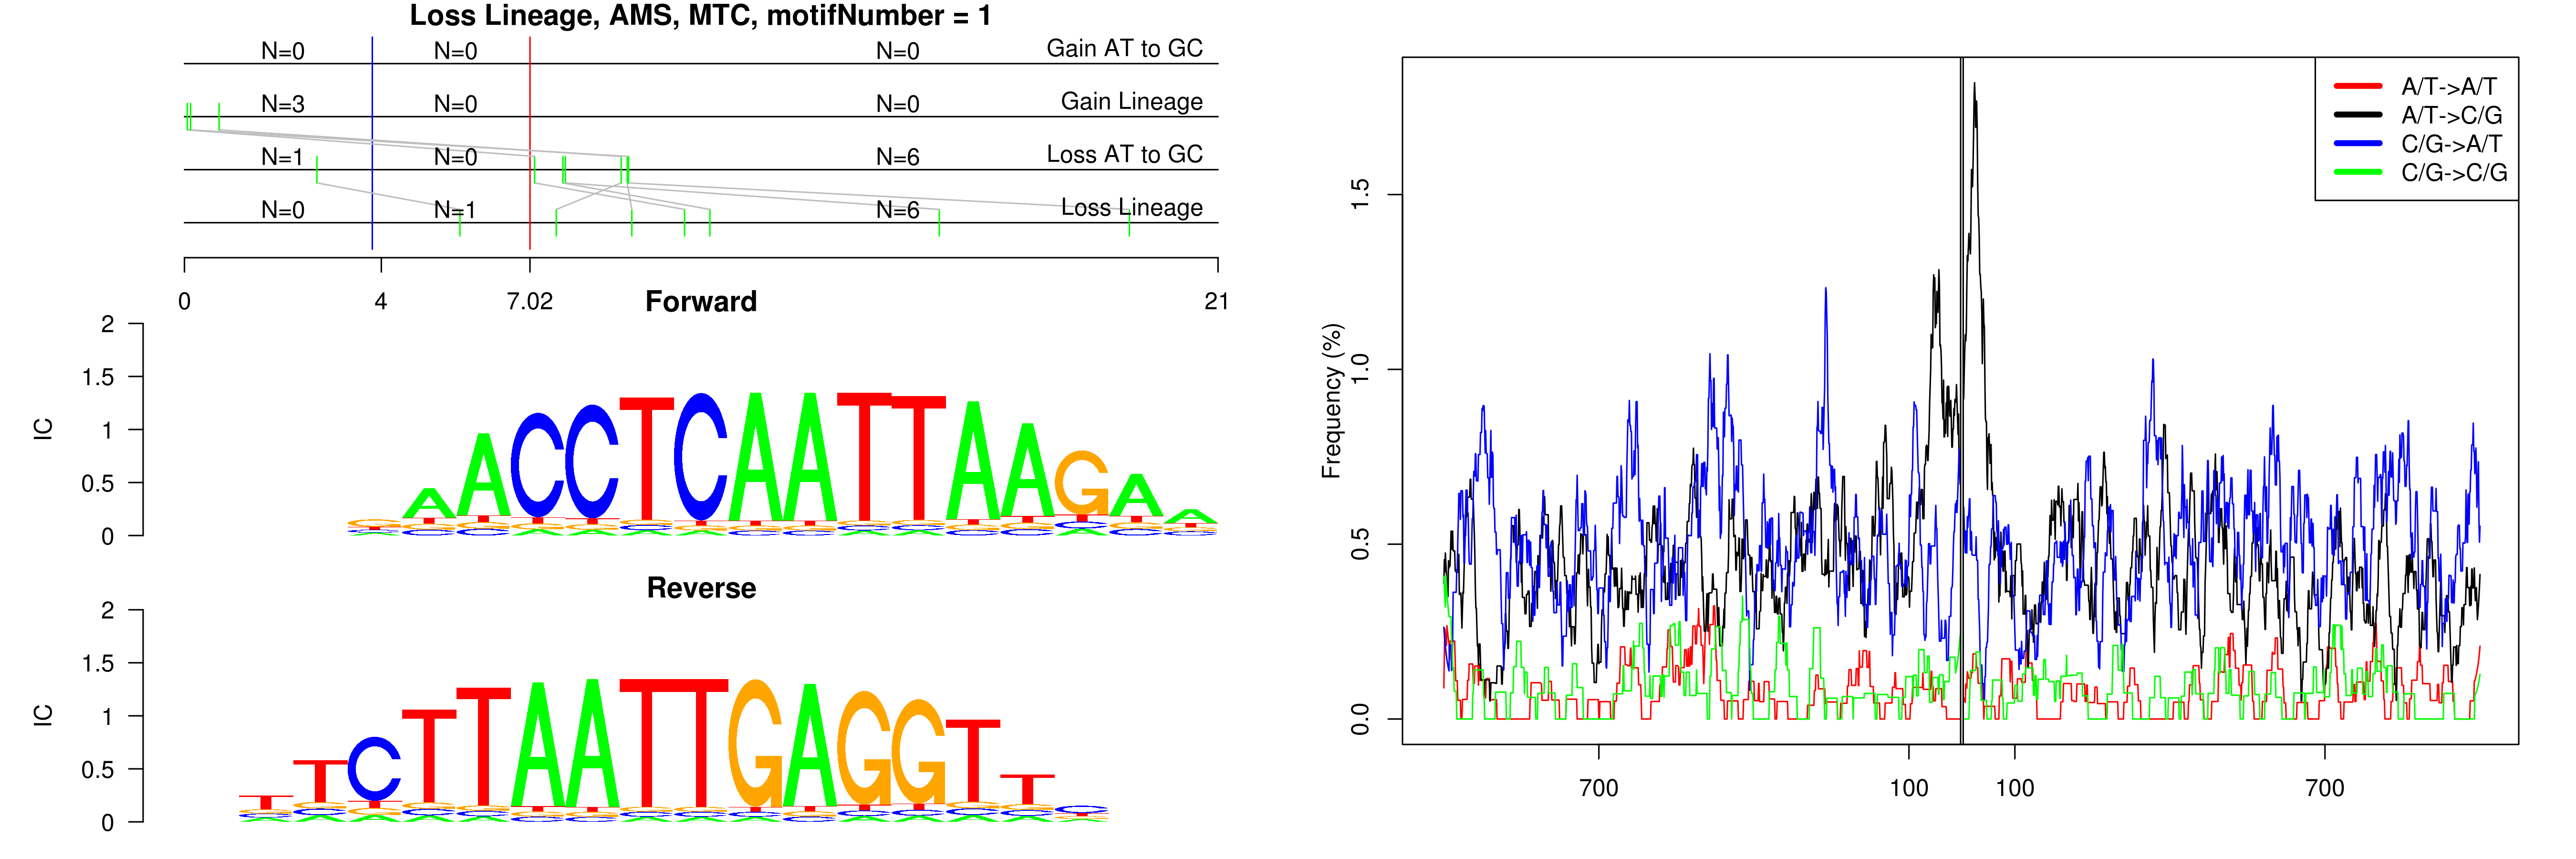 Loss Lineage, AMS, MTC, motifNumber = 1
N=0 N=0 N=0 Gain AT to GC
N=3 N=0 N=0 Gain Lineage
N=1 N=0 N=6 Loss AT to GC
N=0 N=1 N=6 Loss Lineage
0 4 7.02 21
Forward
IC
2
1.5
1
0.5
0
AACCTCAATTAAGAA
Reverse
IC
2
1.5
1
0.5
0
TTCTTAATTGAGGTTC
Frequency (%)
1.5
1.0
0.5
0.0
700 100 100 700
A/T->A/T
A/T->C/G
C/G->A/T
C/G->C/G